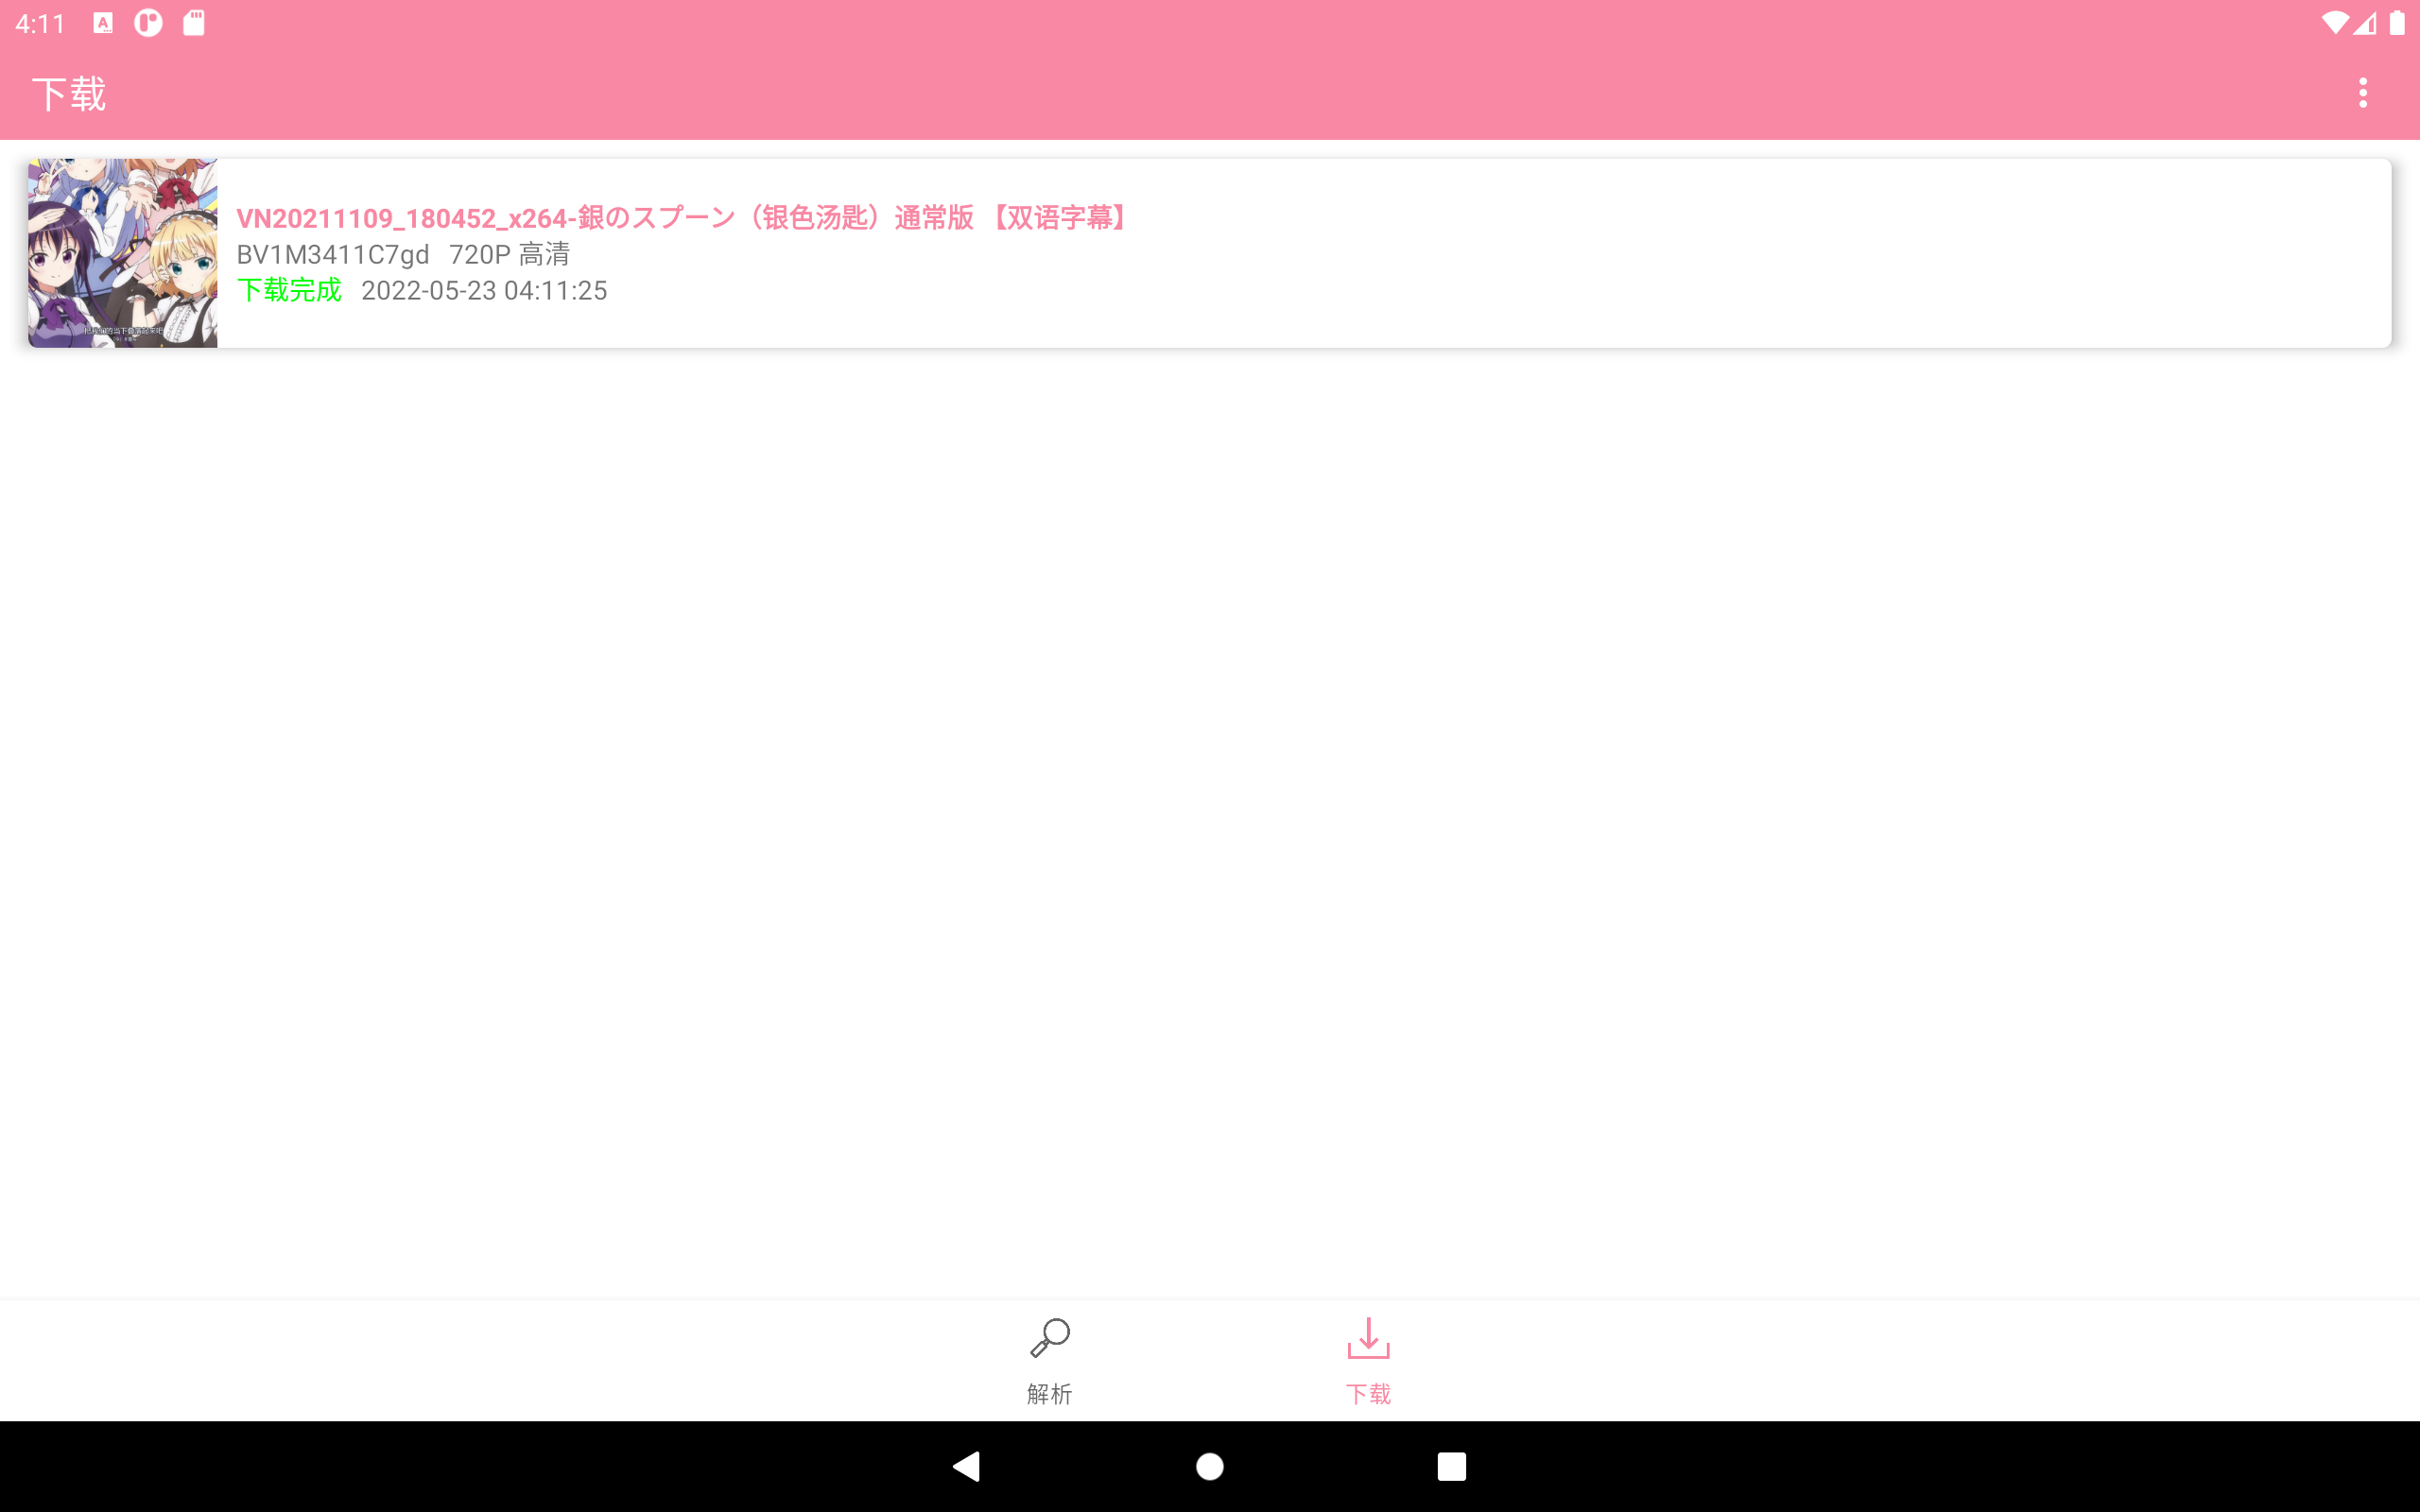 4:11
下载
VN20211109_180452_x264-銀のスプーン（银色汤匙）通常版 【双语字幕】
BV1M3411C7gd 720P 高清
下载完成 2022-05-23 04:11:25
解析
下载